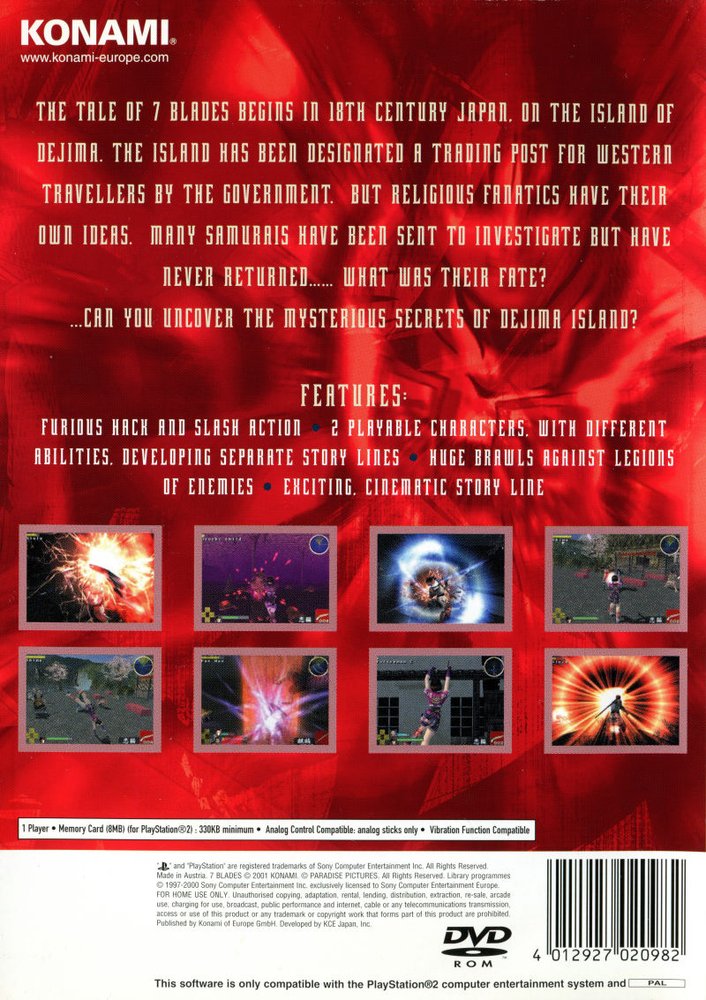 KONAMI®
www.konami-europe.com
THE TALE OF 7 BLADES BEGINS IN 18TH CENTURY JAPAN, ON THE ISLAND OF
DEJIMA. THE ISLAND HAS BEEN DESIGNATED A TRADING POST FOR WESTERN
TRAVELLERS BY THE GOVERNMENT. BUT RELIGIOUS FANATICS HAVE THEIR
OWN IDEAS. MANY SAMURAIS HAVE BEEN SENT TO INVESTIGATE BUT HAVE
NEVER RETURNED...... WHAT WAS THEIR FATE?
...CAN YOU UNCOVER THE MYSTERIOUS SECRETS OF DEJIMA ISLAND?
FEATURES:
FURIOUS HACK AND SLASH ACTION • 2 PLAYABLE CHARACTERS, WITH DIFFERENT
ABILITIES, DEVELOPING SEPARATE STORY LINES • HUGE BRAWLS AGAINST LEGIONS
OF ENEMIES • EXCITING, CINEMATIC STORY LINE
1 Player • Memory Card (8MB) (for PlayStation®2) : 330KB minimum • Analog Control Compatible: analog sticks only • Vibration Function Compatible
" " and "PlayStation" are registered trademarks of Sony Computer Entertainment Inc. All Rights Reserved.
Made in Austria. 7 BLADES © 2001 KONAMI. © PARADISE PICTURES. All Rights Reserved. Library programmes
© 1997-2000 Sony Computer Entertainment Inc. exclusively licensed to Sony Computer Entertainment Europe.
FOR HOME USE ONLY. Unauthorised copying, adaptation, rental, lending, distribution, extraction, re-sale, arcade
use, charging for use, broadcast, public performance and internet, cable or any telecommunications transmission,
access or use of this product or any trademark or copyright work that forms part of this product are prohibited.
Published by Konami of Europe GmbH. Developed by KCE Japan, Inc.
DVD
ROM
4 012927 020982
This software is only compatible with the PlayStation®2 computer entertainment system and PAL